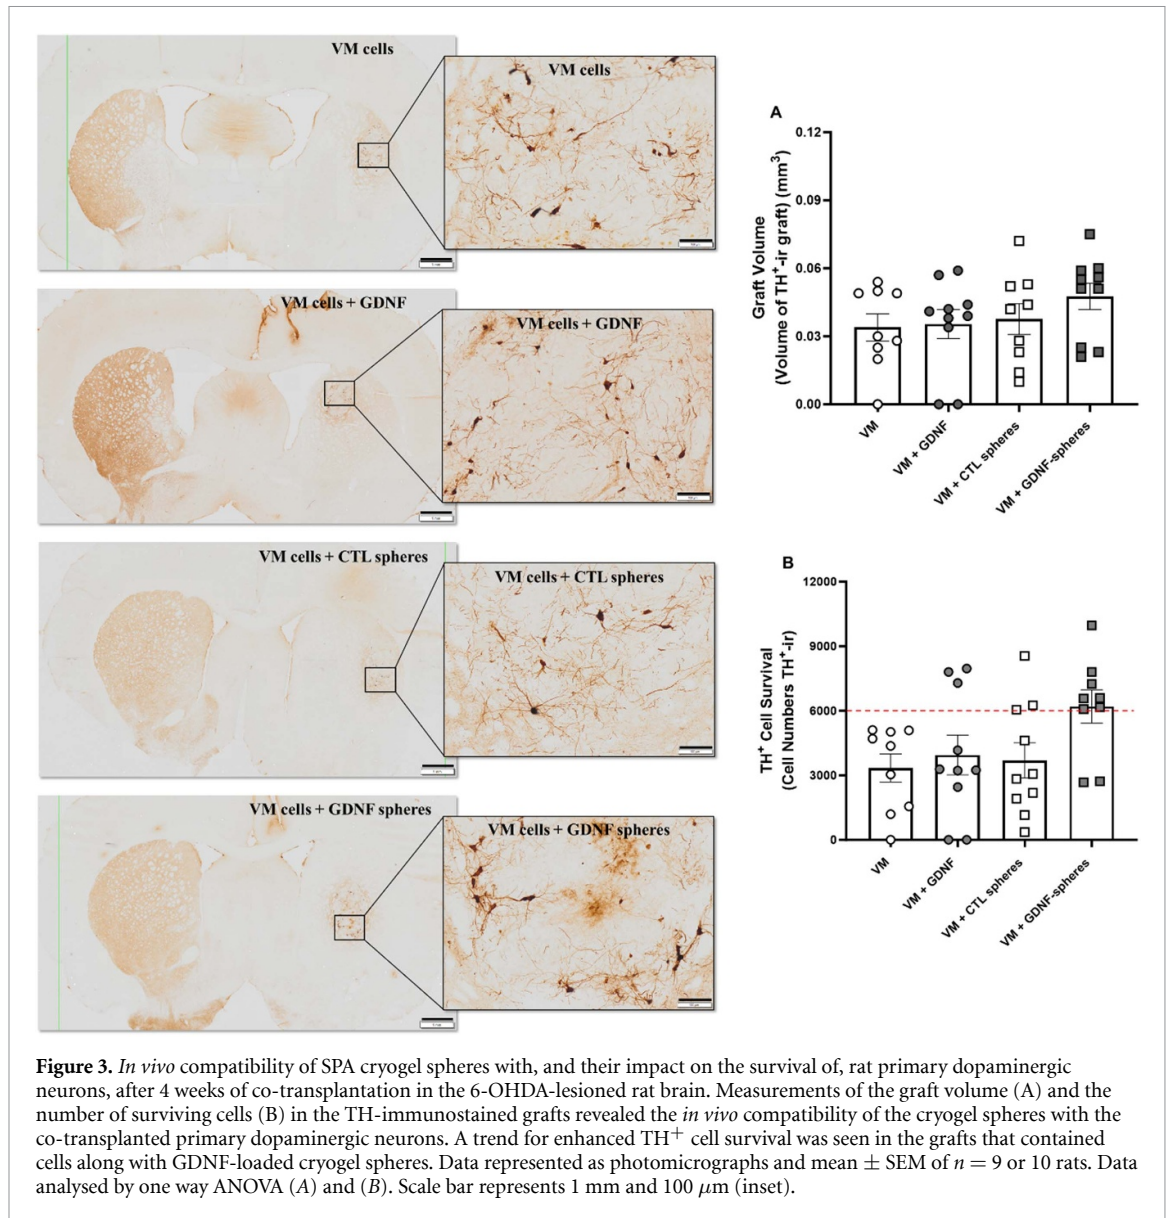 VM cells
VM cells
VM cells + GDNF
VM cells + GDNF
VM cells + CTL spheres
VM cells + CTL spheres
VM cells + GDNF spheres
VM cells + GDNF spheres
A
Graft Volume
(Volume of TH⁺-ir graft) (mm³)
0.12
0.09
0.06
0.03
0.00
VM
VM + GDNF
VM + CTL spheres
VM + GDNF-spheres
B
TH⁺ Cell Survival
(Cell Numbers TH⁺-ir)
12000
9000
6000
3000
0
VM
VM + GDNF
VM + CTL spheres
VM + GDNF-spheres
Figure 3. In vivo compatibility of SPA cryogel spheres with, and their impact on the survival of, rat primary dopaminergic
neurons, after 4 weeks of co-transplantation in the 6-OHDA-lesioned rat brain. Measurements of the graft volume (A) and the
number of surviving cells (B) in the TH-immunostained grafts revealed the in vivo compatibility of the cryogel spheres with the
co-transplanted primary dopaminergic neurons. A trend for enhanced TH⁺ cell survival was seen in the grafts that contained
cells along with GDNF-loaded cryogel spheres. Data represented as photomicrographs and mean ± SEM of n = 9 or 10 rats. Data
analysed by one way ANOVA (A) and (B). Scale bar represents 1 mm and 100 μm (inset).